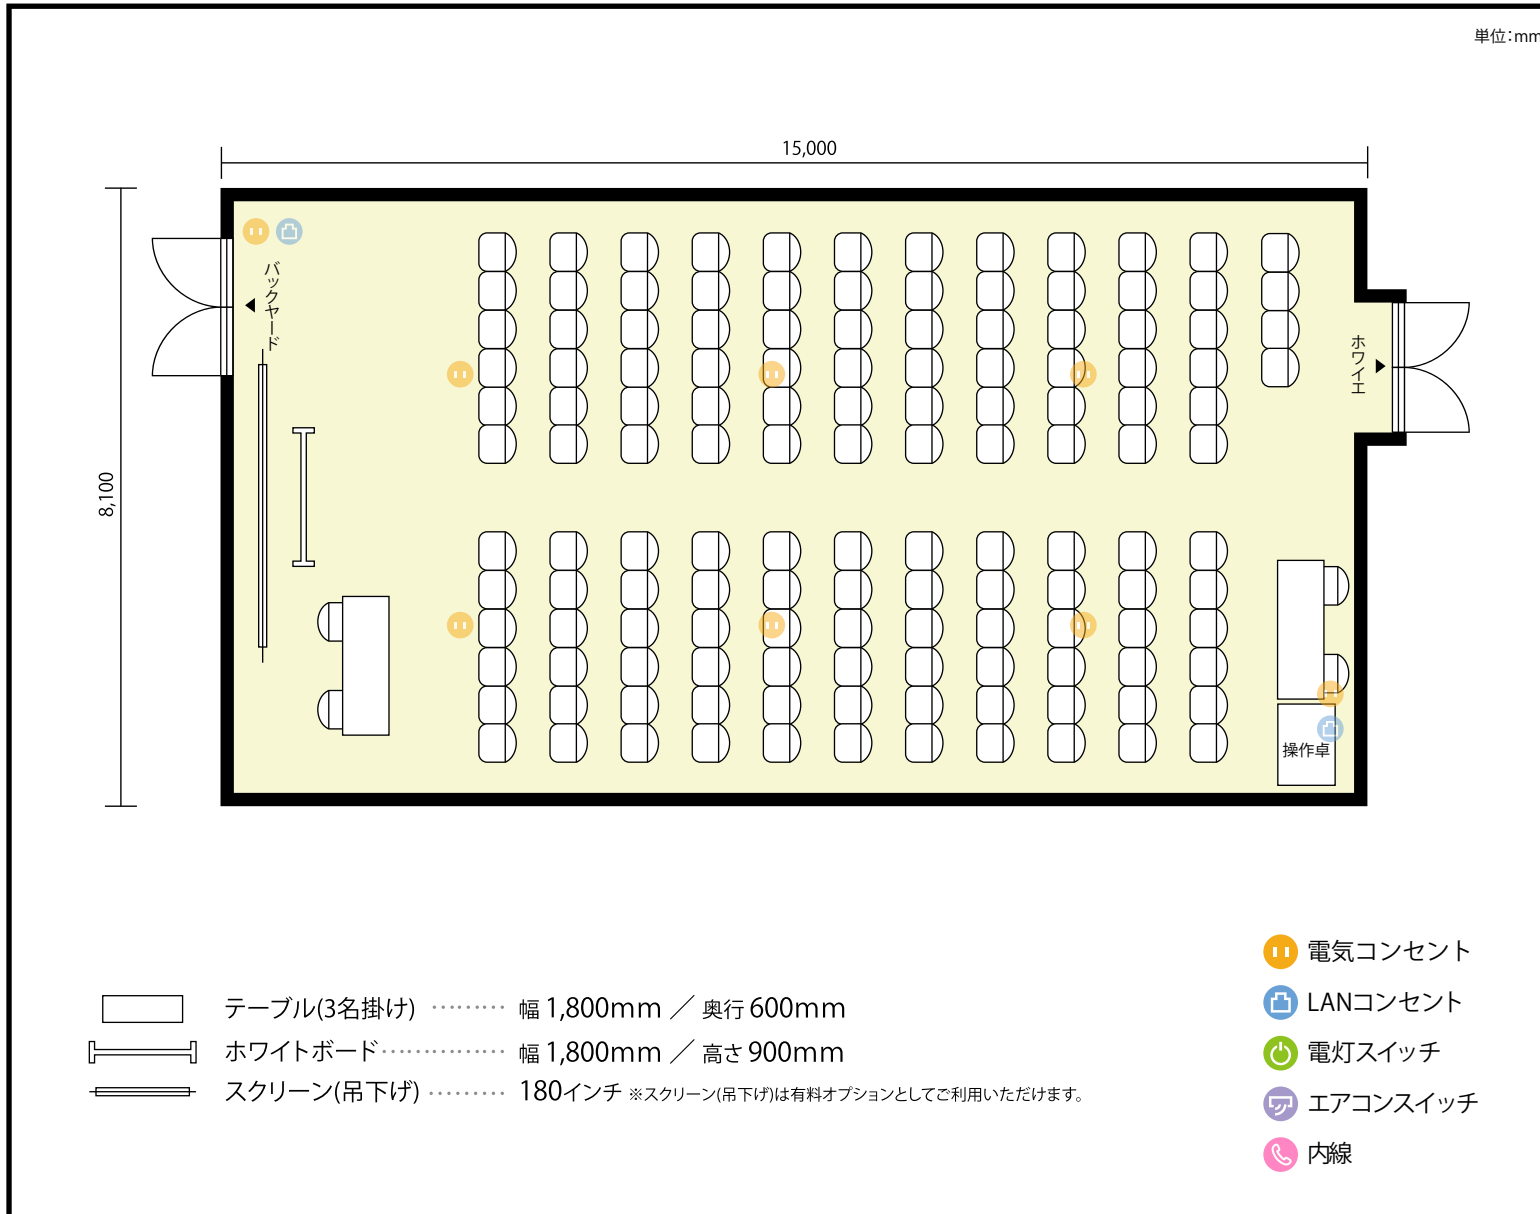 単位：mm
15,000
8,100
バックヤード
ホワイエ
操作卓
テーブル(3名掛け) ········· 幅 1,800mm ／ 奥行 600mm
ホワイトボード ··············· 幅 1,800mm ／ 高さ 900mm
スクリーン(吊下げ) ········· 180インチ ※スクリーン(吊下げ)は有料オプションとしてご利用いただけます。
電気コンセント
LANコンセント
電灯スイッチ
エアコンスイッチ
内線